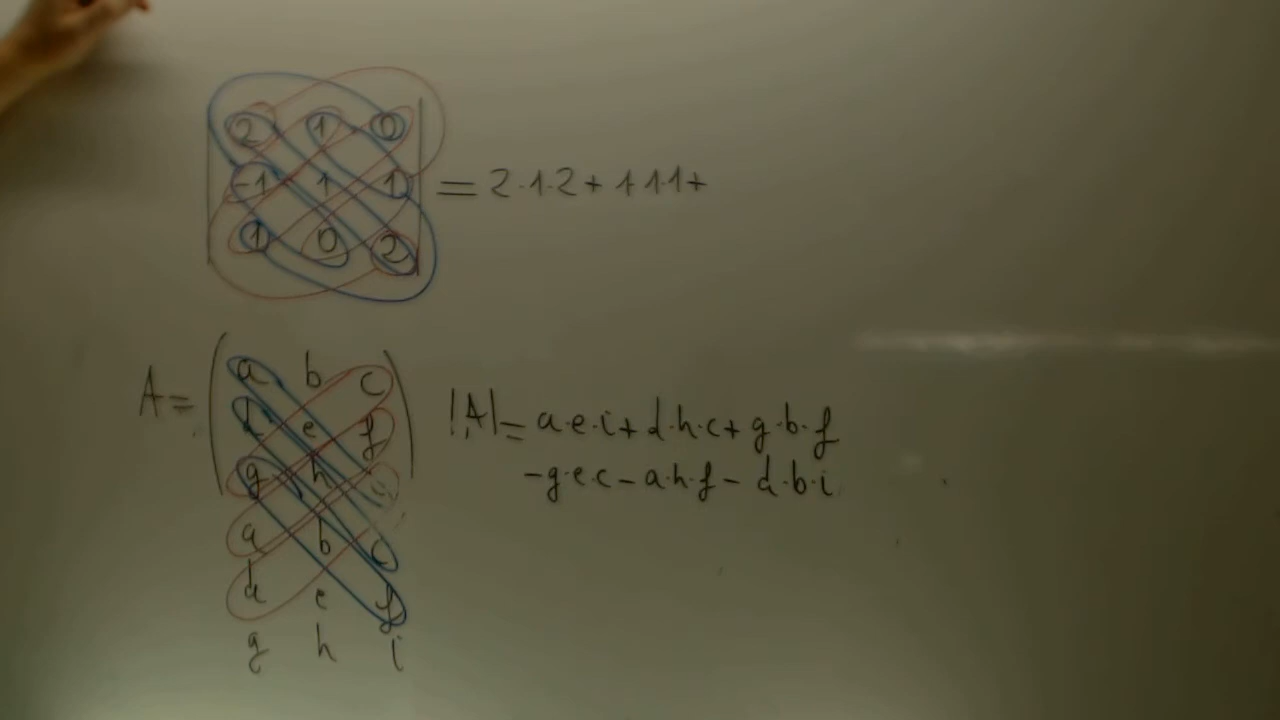 2 1 0
-1 1 1 = 2·1·2 + 1·1·1 +
1 0 2
a b c
A = d e f |A| = a·e·i + d·h·c + g·b·f
g h i - g·e·c - a·h·f - d·b·i
a b c
d e f
g h i